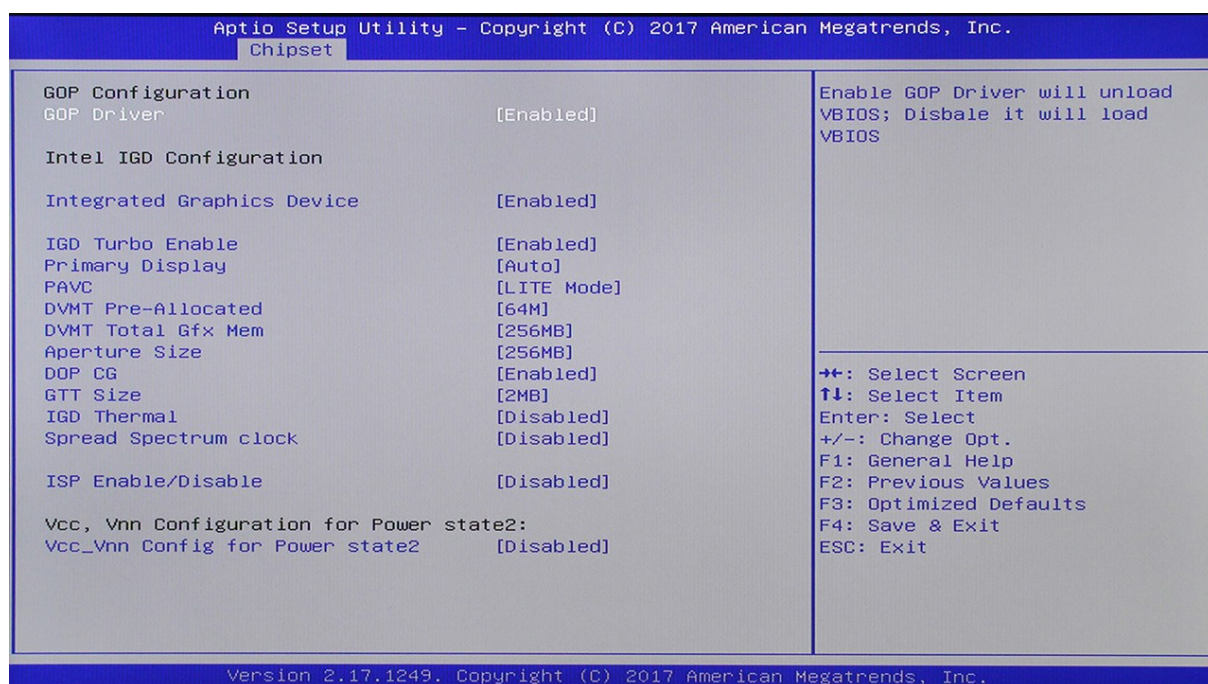 Aptio Setup Utility – Copyright (C) 2017 American Megatrends, Inc.
Chipset
GOP Configuration
GOP Driver [Enabled]
Intel IGD Configuration
Integrated Graphics Device [Enabled]
IGD Turbo Enable [Enabled]
Primary Display [Auto]
PAVC [LITE Mode]
DVMT Pre-Allocated [64M]
DVMT Total Gfx Mem [256MB]
Aperture Size [256MB]
DOP CG [Enabled]
GTT Size [2MB]
IGD Thermal [Disabled]
Spread Spectrum clock [Disabled]
ISP Enable/Disable [Disabled]
Vcc, Vnn Configuration for Power state2:
Vcc_Vnn Config for Power state2 [Disabled]
Enable GOP Driver will unload
VBIOS; Disbale it will load
VBIOS
→←: Select Screen
↑↓: Select Item
Enter: Select
+/-: Change Opt.
F1: General Help
F2: Previous Values
F3: Optimized Defaults
F4: Save & Exit
ESC: Exit
Version 2.17.1249. Copyright (C) 2017 American Megatrends, Inc.